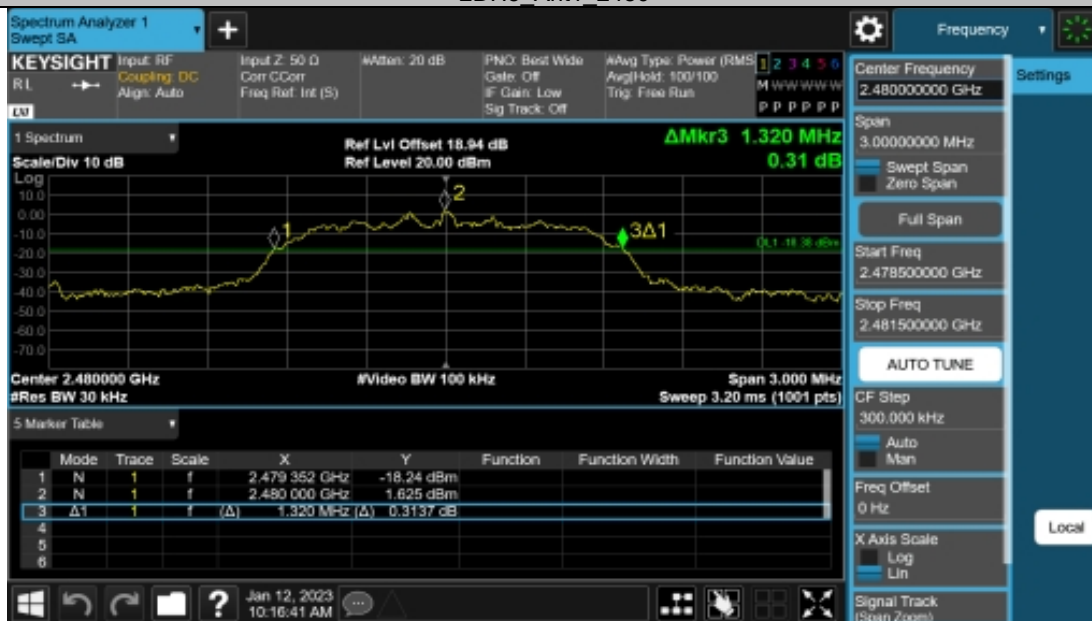 Spectrum Analyzer 1
Swept SA
+
Frequency
KEYSIGHT
Input: RF
Input Z: 50 Ω
#Atten: 20 dB
PNO: Best Wide
#Avg Type: Power (RMS
1 2 3 4 5 6
RL
Coupling: DC
Corr CCorr
Gate: Off
Avg|Hold: 100/100
M W W W W W
Align: Auto
Freq Ref: Int (S)
IF Gain: Low
Trig: Free Run
Sig Track: Off
P P P P P P
LXI
1 Spectrum
Ref Lvl Offset 18.94 dB
ΔMkr3 1.320 MHz
Scale/Div 10 dB
Ref Level 20.00 dBm
0.31 dB
Log
10.0
0.00
-10.0
-20.0
-30.0
-40.0
-50.0
-60.0
-70.0
1
2
3Δ1
DL1 -18.38 dBm
Center 2.480000 GHz
#Video BW 100 kHz
Span 3.000 MHz
#Res BW 30 kHz
Sweep 3.20 ms (1001 pts)
5 Marker Table
Mode Trace Scale X Y Function Function Width Function Value
1 N 1 f 2.479 352 GHz -18.24 dBm
2 N 1 f 2.480 000 GHz 1.625 dBm
3 Δ1 1 f (Δ) 1.320 MHz (Δ) 0.3137 dB
4
5
6
?
Jan 12, 2023
10:16:41 AM
Center Frequency
2.480000000 GHz
Settings
Span
3.00000000 MHz
Swept Span
Zero Span
Full Span
Start Freq
2.478500000 GHz
Stop Freq
2.481500000 GHz
AUTO TUNE
CF Step
300.000 kHz
Auto
Man
Freq Offset
0 Hz
Local
X Axis Scale
Log
Lin
Signal Track
(Span Zoom)